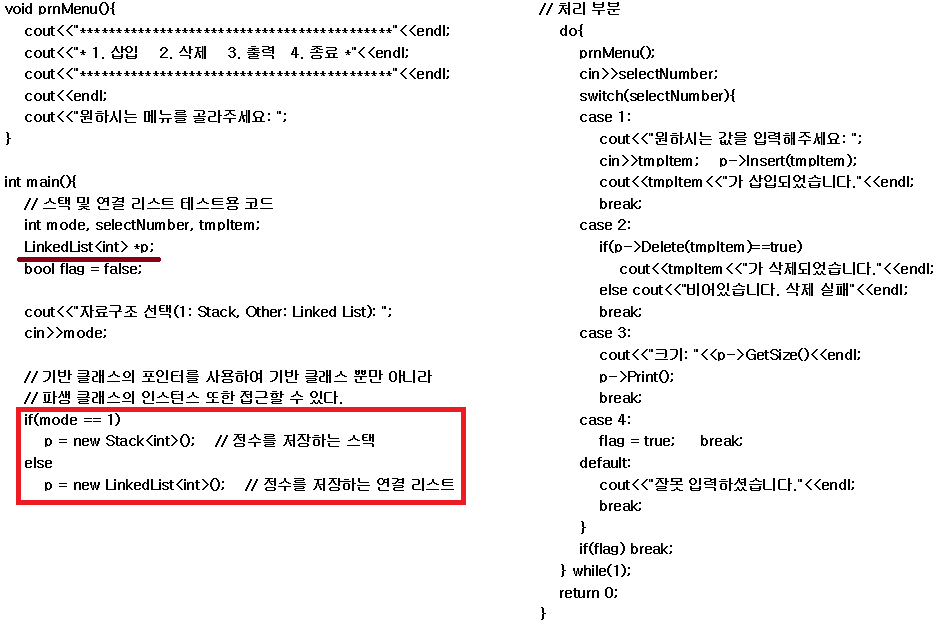 void prnMenu(){
cout<<"*******************************************"<<endl;
cout<<"* 1. 삽입    2. 삭제    3. 출력   4. 종료 *"<<endl;
cout<<"*******************************************"<<endl;
cout<<endl;
cout<<"원하시는 메뉴를 골라주세요: ";
}
int main(){
// 스택 및 연결 리스트 테스트용 코드
int mode, selectNumber, tmpItem;
LinkedList<int> *p;
bool flag = false;
cout<<"자료구조 선택(1: Stack, Other: Linked List): ";
cin>>mode;
// 기반 클래스의 포인터를 사용하여 기반 클래스 뿐만 아니라
// 파생 클래스의 인스턴스 또한 접근할 수 있다.
if(mode == 1)
p = new Stack<int>();    // 정수를 저장하는 스택
else
p = new LinkedList<int>();    // 정수를 저장하는 연결 리스트
// 처리 부분
do{
prnMenu();
cin>>selectNumber;
switch(selectNumber){
case 1:
cout<<"원하시는 값을 입력해주세요: ";
cin>>tmpItem;    p->Insert(tmpItem);
cout<<tmpItem<<"가 삽입되었습니다."<<endl;
break;
case 2:
if(p->Delete(tmpItem)==true)
cout<<tmpItem<<"가 삭제되었습니다."<<endl;
else cout<<"비어있습니다. 삭제 실패"<<endl;
break;
case 3:
cout<<"크기: "<<p->GetSize()<<endl;
p->Print();
break;
case 4:
flag = true;     break;
default:
cout<<"잘못 입력하셨습니다."<<endl;
break;
}
if(flag) break;
} while(1);
return 0;
}